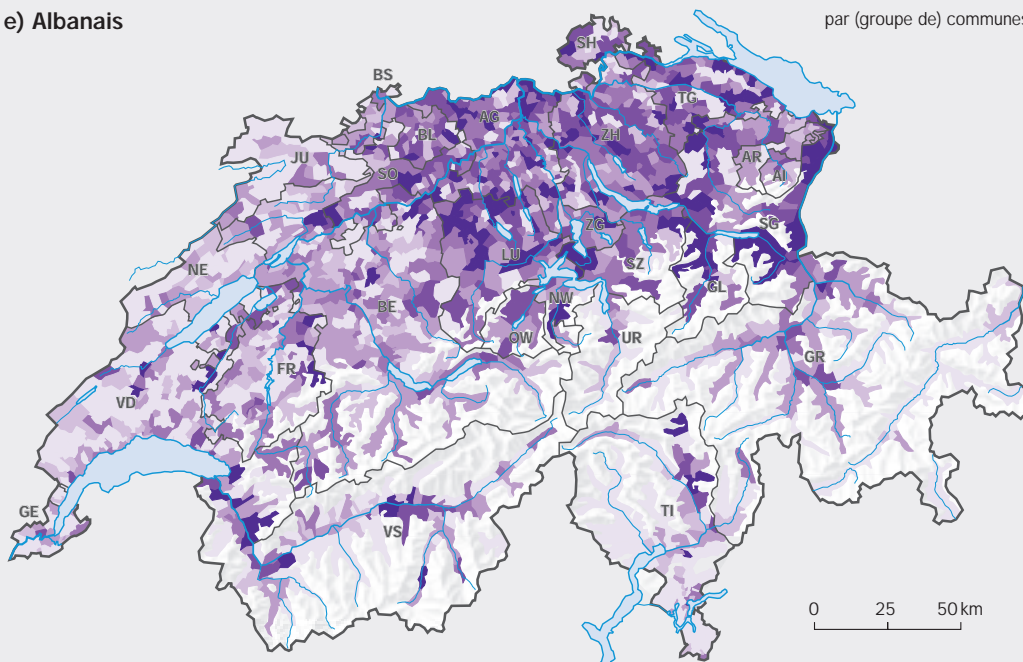 e) Albanais
par (groupe de) communes
SH
BS
TG
AG
BL
ZH
JU
AR
AI
SO
SG
ZG
LU
NE
SZ
GL
NW
BE
OW
UR
GR
FR
VD
GE
TI
VS
0 25 50 km